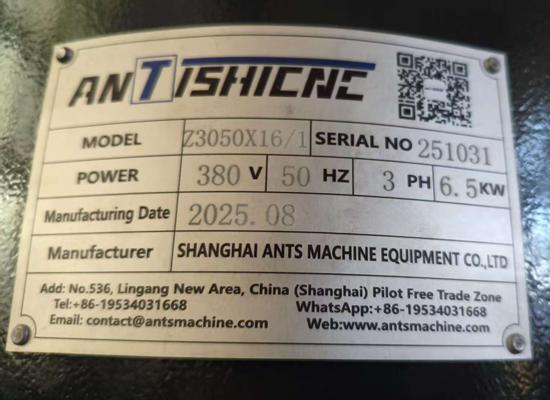 ANTISHICNC
MODEL Z3050X16/1 SERIAL NO 251031
POWER 380 V 50 HZ 3 PH 6.5KW
Manufacturing Date 2025.08
Manufacturer SHANGHAI ANTS MACHINE EQUIPMENT CO.,LTD
Add: No.536, Lingang New Area, China (Shanghai) Pilot Free Trade Zone
Tel:+86-19534031668 WhatsApp:+86-19534031668
Email: contact@antsmachine.com Web:www.antsmachine.com